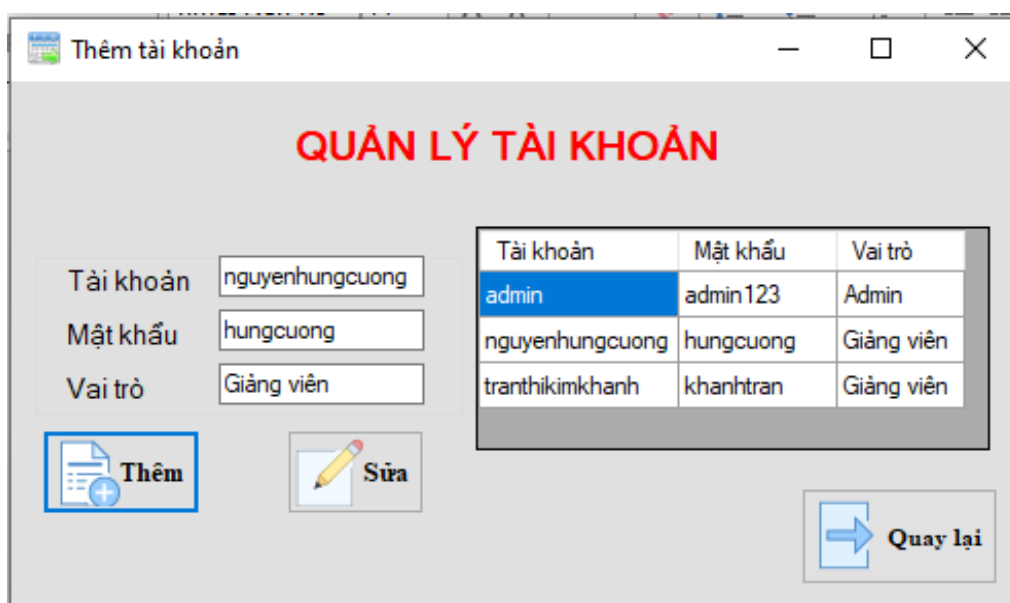 Thêm tài khoản
QUẢN LÝ TÀI KHOẢN
Tài khoản nguyenhungcuong
Mật khẩu hungcuong
Vai trò Giảng viên
Tài khoản Mật khẩu Vai trò
admin admin123 Admin
nguyenhungcuong hungcuong Giảng viên
tranthikimkhanh khanhtran Giảng viên
Thêm
Sửa
Quay lại